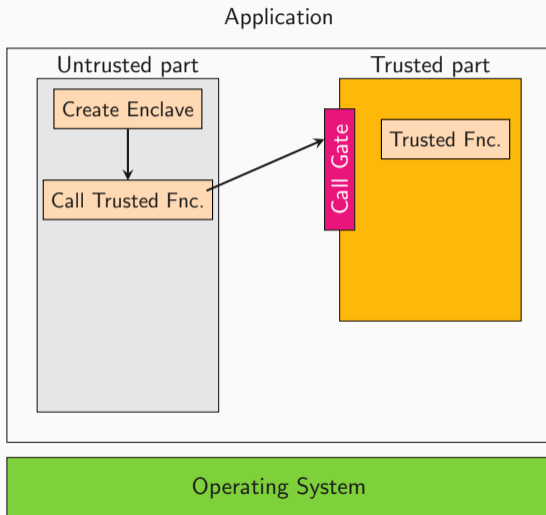 Application
Untrusted part
Trusted part
Create Enclave
Call Trusted Fnc.
Call Gate
Trusted Fnc.
Operating System